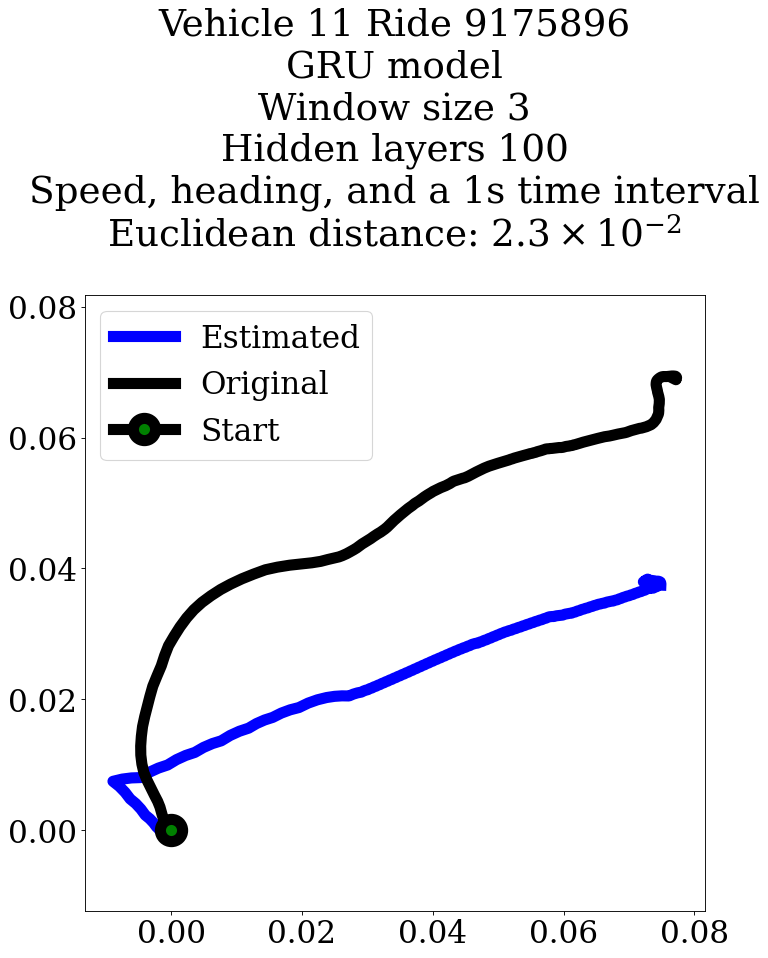 Vehicle 11 Ride 9175896
GRU model
Window size 3
Hidden layers 100
Speed, heading, and a 1s time interval
Euclidean distance: 2.3 × 10⁻²
0.08
0.06
0.04
0.02
0.00
Estimated
Original
Start
0.00 0.02 0.04 0.06 0.08